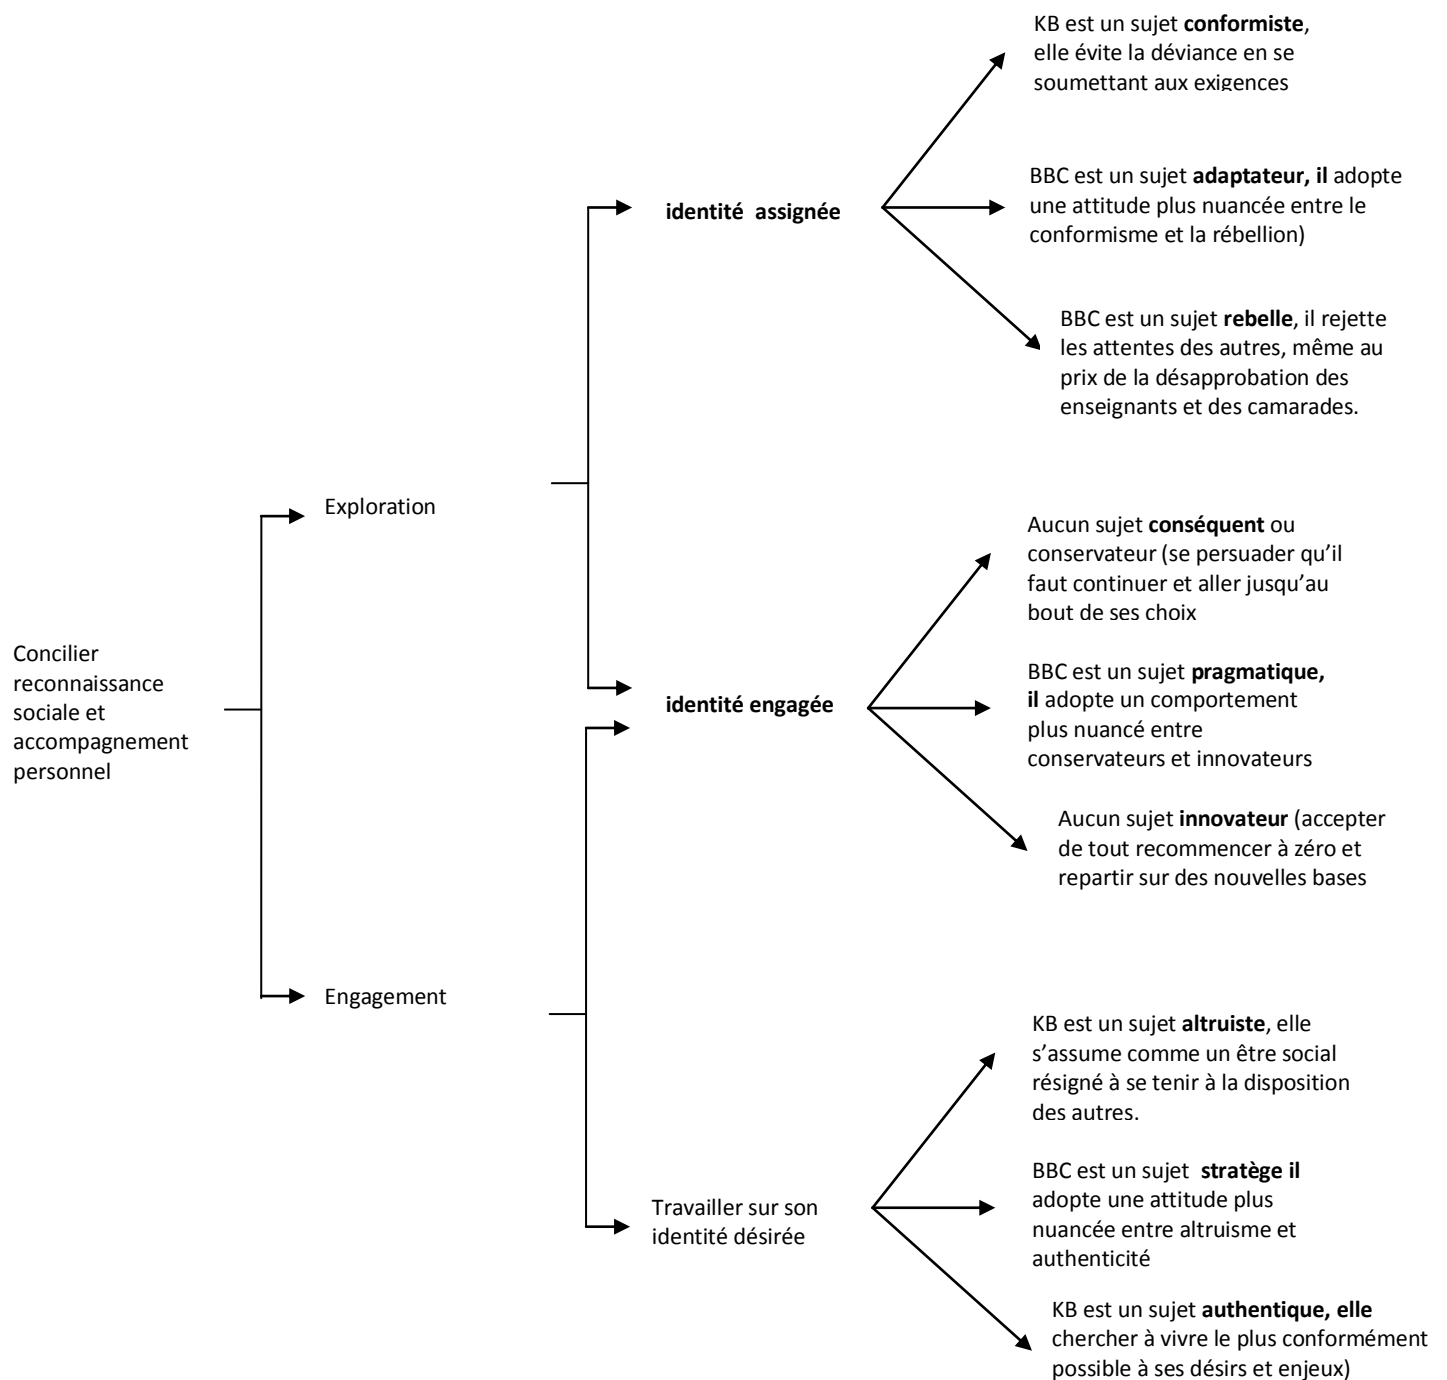 KB est un sujet conformiste,
elle évite la déviance en se
soumettant aux exigences
identité  assignée
BBC est un sujet adaptateur, il adopte
une attitude plus nuancée entre le
conformisme et la rébellion)
BBC est un sujet rebelle, il rejette
les attentes des autres, même au
prix de la désapprobation des
enseignants et des camarades.
Exploration
Aucun sujet conséquent ou
conservateur (se persuader qu’il
faut continuer et aller jusqu’au
bout de ses choix
Concilier
reconnaissance
sociale et
accompagnement
personnel
identité engagée
BBC est un sujet pragmatique,
il adopte un comportement
plus nuancé entre
conservateurs et innovateurs
Aucun sujet innovateur (accepter
de tout recommencer à zéro et
repartir sur des nouvelles bases
Engagement
KB est un sujet altruiste, elle
s’assume comme un être social
résigné à se tenir à la disposition
des autres.
Travailler sur son
identité désirée
BBC est un sujet  stratège il
adopte une attitude plus
nuancée entre altruisme et
authenticité
KB est un sujet authentique, elle
chercher à vivre le plus conformément
possible à ses désirs et enjeux)